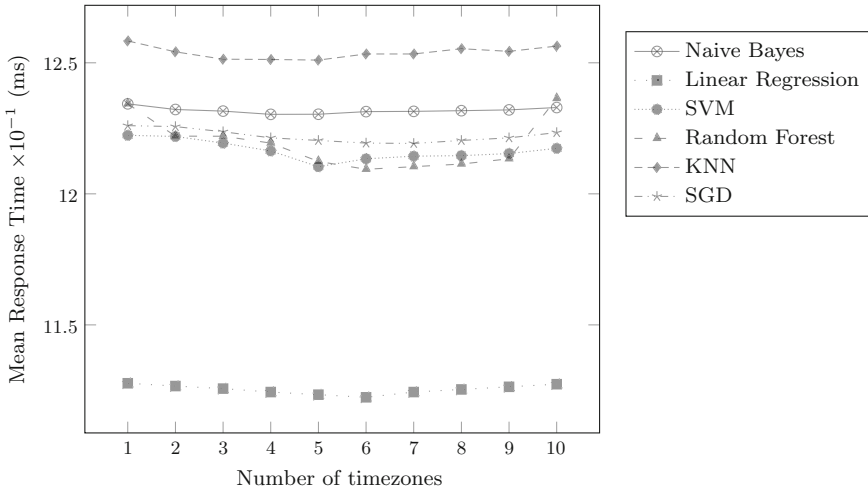 12.5
12
11.5
1 2 3 4 5 6 7 8 9 10
Mean Response Time ×10⁻¹ (ms)
Number of timezones
Naive Bayes
Linear Regression
SVM
Random Forest
KNN
SGD